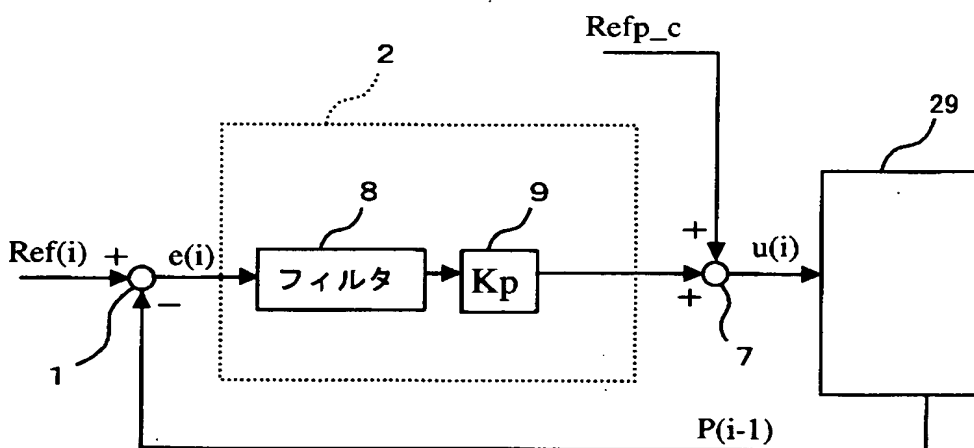 Refp_c
2
29
8
9
Ref(i)
+
e(i)
フィルタ
Kp
+
+
u(i)
−
1
7
P(i-1)